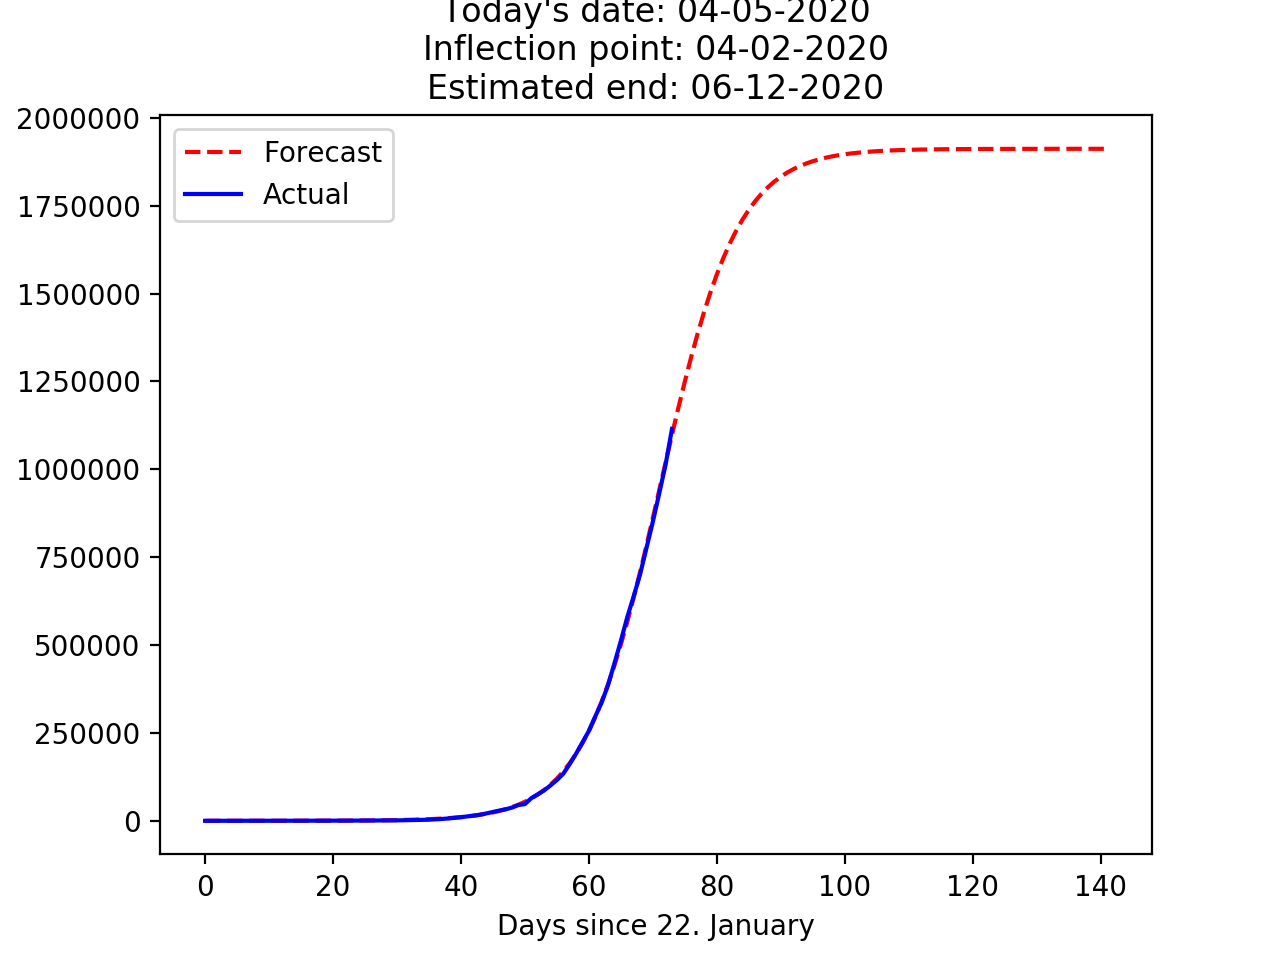 Today's date: 04-05-2020
Inflection point: 04-02-2020
Estimated end: 06-12-2020
2000000
1750000
1500000
1250000
1000000
750000
500000
250000
0
Forecast
Actual
0 20 40 60 80 100 120 140
Days since 22. January